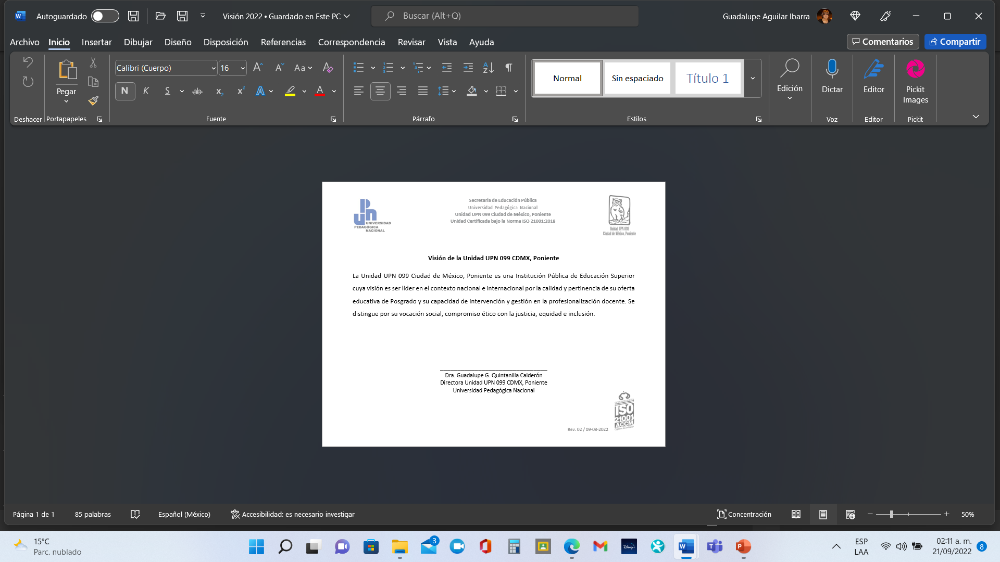 Autoguardado
Visión 2022 • Guardado en Este PC
Buscar (Alt+Q)
Guadalupe Aguilar Ibarra
Archivo Inicio Insertar Dibujar Diseño Disposición Referencias Correspondencia Revisar Vista Ayuda
Comentarios Compartir
Calibri (Cuerpo) 16
Pegar
Normal Sin espaciado Título 1
Edición Dictar Editor Pickit Images
Deshacer Portapapeles Fuente Párrafo Estilos Voz Editor Pickit
UNIVERSIDAD
PEDAGÓGICA
NACIONAL
Secretaría de Educación Pública
Universidad Pedagógica Nacional
Unidad UPN 099 Ciudad de México, Poniente
Unidad Certificada bajo la Norma ISO 21001:2018
Unidad UPN 099
Ciudad de México, Poniente
Visión de la Unidad UPN 099 CDMX, Poniente
La Unidad UPN 099 Ciudad de México, Poniente es una Institución Pública de Educación Superior
cuya visión es ser líder en el contexto nacional e internacional por la calidad y pertinencia de su oferta
educativa de Posgrado y su capacidad de intervención y gestión en la profesionalización docente. Se
distingue por su vocación social, compromiso ético con la justicia, equidad e inclusión.
Dra. Guadalupe G. Quintanilla Calderón
Directora Unidad UPN 099 CDMX, Poniente
Universidad Pedagógica Nacional
ISO
21001
ACCM
Rev. 02 / 09-08-2022
Página 1 de 1 85 palabras Español (México) Accesibilidad: es necesario investigar Concentración 50%
15°C
Parc. nublado
3
Disney+
ESP
LAA
02:11 a. m.
21/09/2022
8